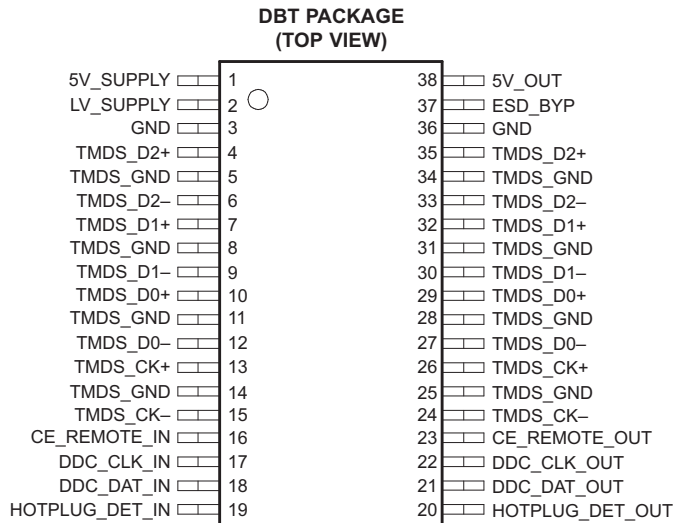 DBT PACKAGE
(TOP VIEW)
5V_SUPPLY 1 38 5V_OUT
LV_SUPPLY 2 37 ESD_BYP
GND 3 36 GND
TMDS_D2+ 4 35 TMDS_D2+
TMDS_GND 5 34 TMDS_GND
TMDS_D2– 6 33 TMDS_D2–
TMDS_D1+ 7 32 TMDS_D1+
TMDS_GND 8 31 TMDS_GND
TMDS_D1– 9 30 TMDS_D1–
TMDS_D0+ 10 29 TMDS_D0+
TMDS_GND 11 28 TMDS_GND
TMDS_D0– 12 27 TMDS_D0–
TMDS_CK+ 13 26 TMDS_CK+
TMDS_GND 14 25 TMDS_GND
TMDS_CK– 15 24 TMDS_CK–
CE_REMOTE_IN 16 23 CE_REMOTE_OUT
DDC_CLK_IN 17 22 DDC_CLK_OUT
DDC_DAT_IN 18 21 DDC_DAT_OUT
HOTPLUG_DET_IN 19 20 HOTPLUG_DET_OUT